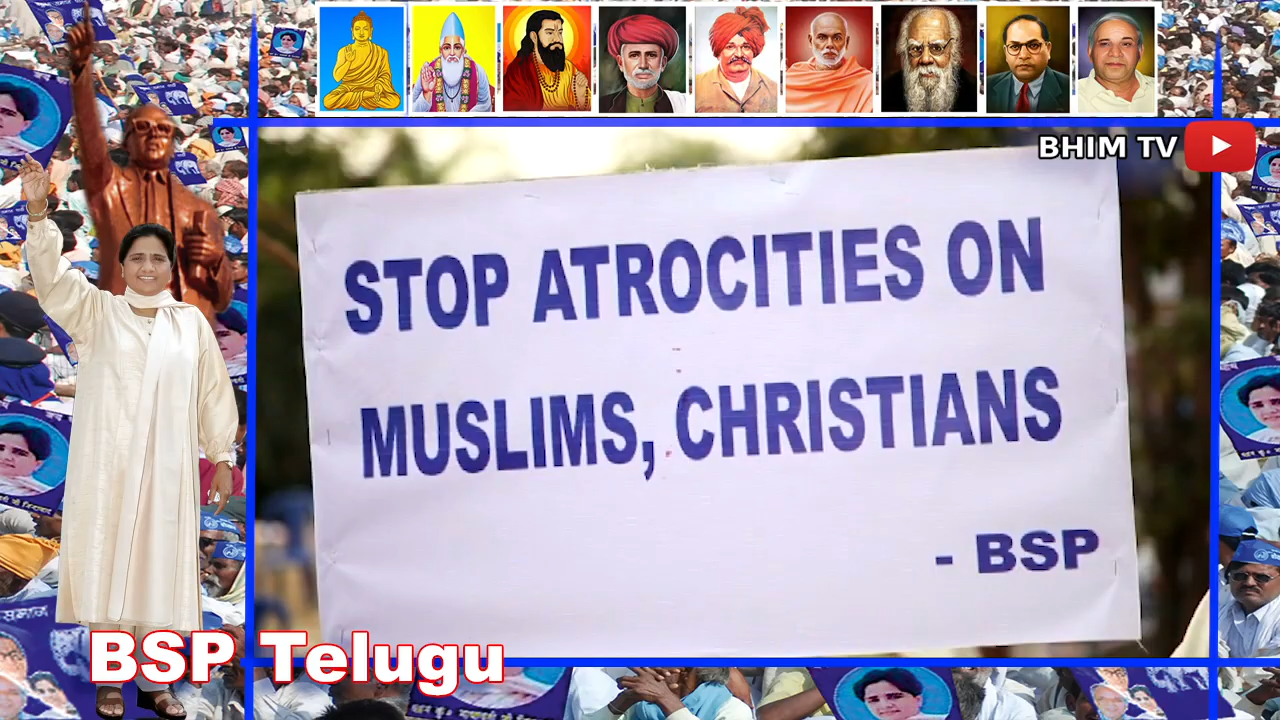 BHIM TV
STOP ATROCITIES ON
MUSLIMS, CHRISTIANS
- BSP
BSP Telugu